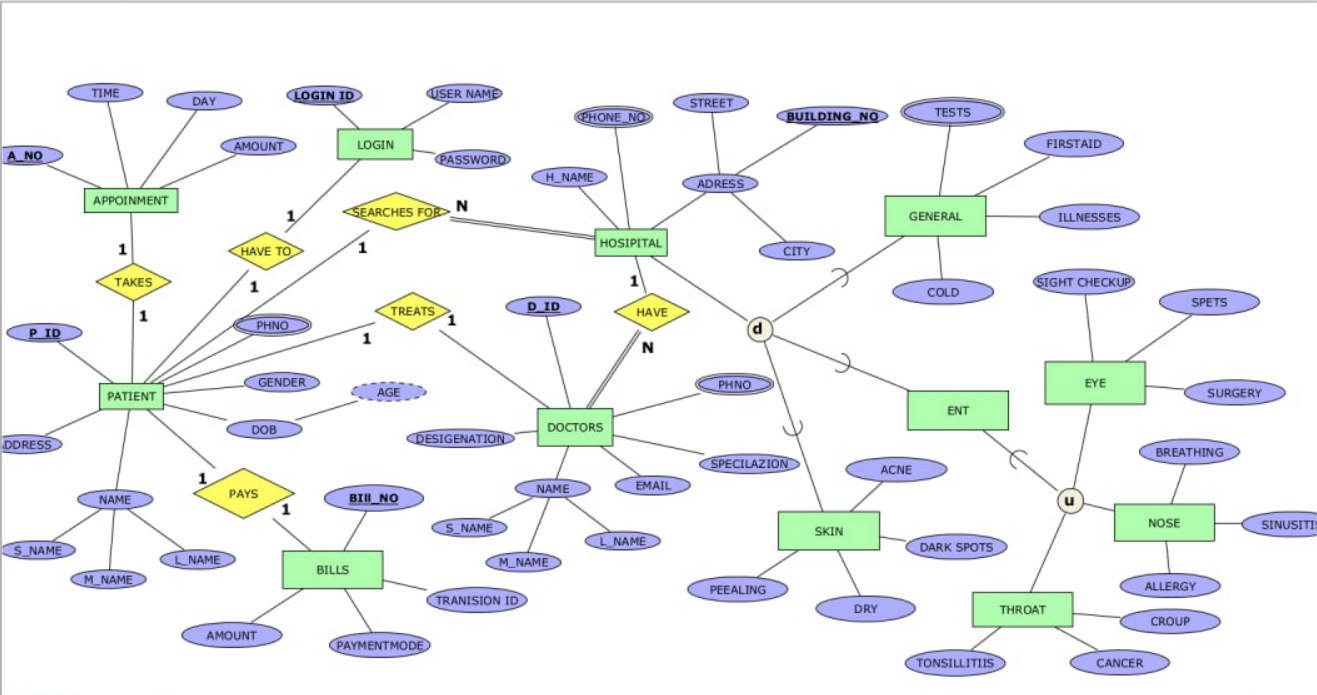 TIME
DAY
A_NO
AMOUNT
APPOINMENT
LOGIN ID
USER NAME
LOGIN
PASSWORD
PHONE_NO
STREET
BUILDING_NO
H_NAME
ADRESS
CITY
HOSIPITAL
TESTS
FIRSTAID
GENERAL
ILLNESSES
COLD
1
SEARCHES FOR
N
1
HAVE TO
1
1
TAKES
1
TREATS
1
1
D_ID
1
HAVE
N
d
SIGHT CHECKUP
SPETS
EYE
SURGERY
P_ID
PHNO
GENDER
AGE
PATIENT
DOB
DDRESS
NAME
S_NAME
M_NAME
L_NAME
PHNO
DESIGENATION
DOCTORS
SPECILAZION
EMAIL
NAME
S_NAME
M_NAME
L_NAME
ENT
1
PAYS
1
BIll_NO
BILLS
TRANISION ID
AMOUNT
PAYMENTMODE
ACNE
SKIN
DARK SPOTS
PEEALING
DRY
u
BREATHING
NOSE
SINUSITIS
ALLERGY
THROAT
CROUP
TONSILLITIIS
CANCER